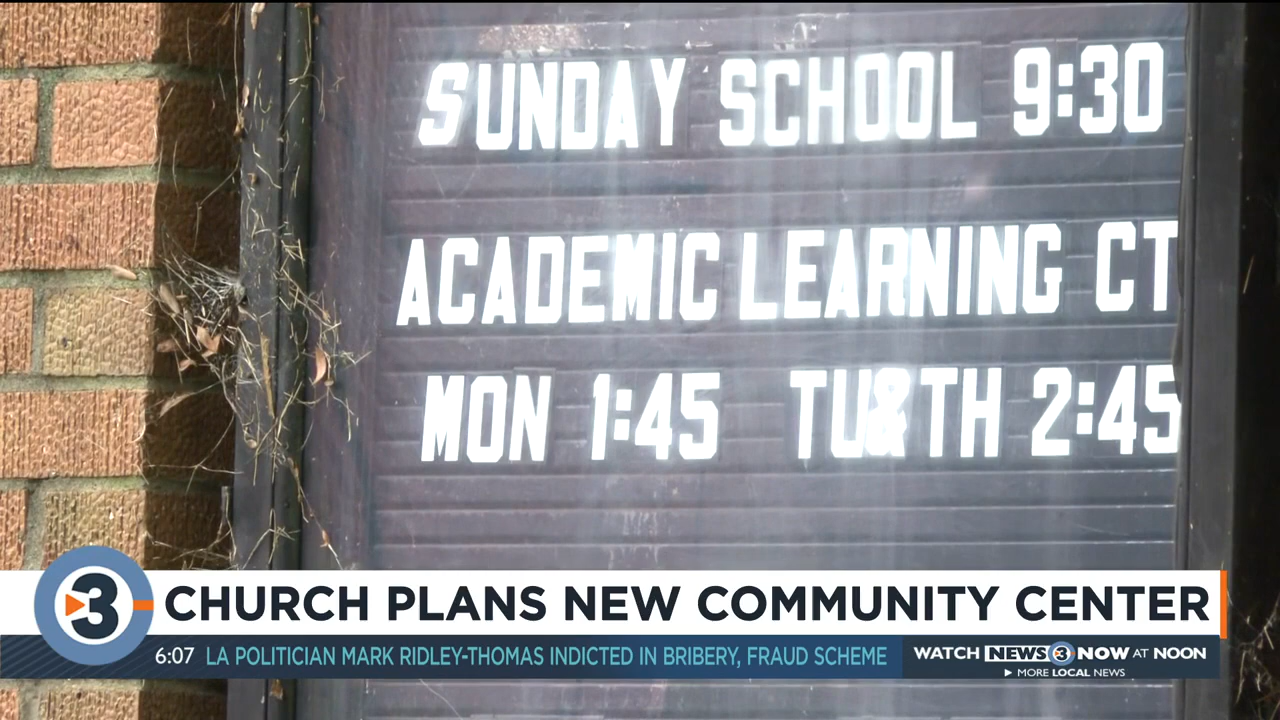 SUNDAY SCHOOL 9:30
ACADEMIC LEARNING CT
MON 1:45 TU&TH 2:45
3 CHURCH PLANS NEW COMMUNITY CENTER
6:07 LA POLITICIAN MARK RIDLEY-THOMAS INDICTED IN BRIBERY, FRAUD SCHEME
WATCH NEWS 3 NOW AT NOON
MORE LOCAL NEWS